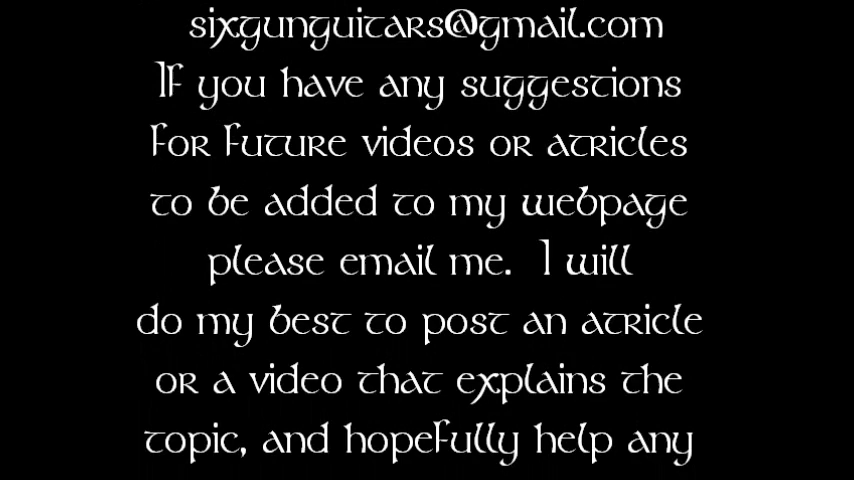 sixgunguitars@gmail.com
If you have any suggestions
for future videos or atricles
to be added to my webpage
please email me.  I will
do my best to post an atricle
or a video that explains the
topic, and hopefully help any